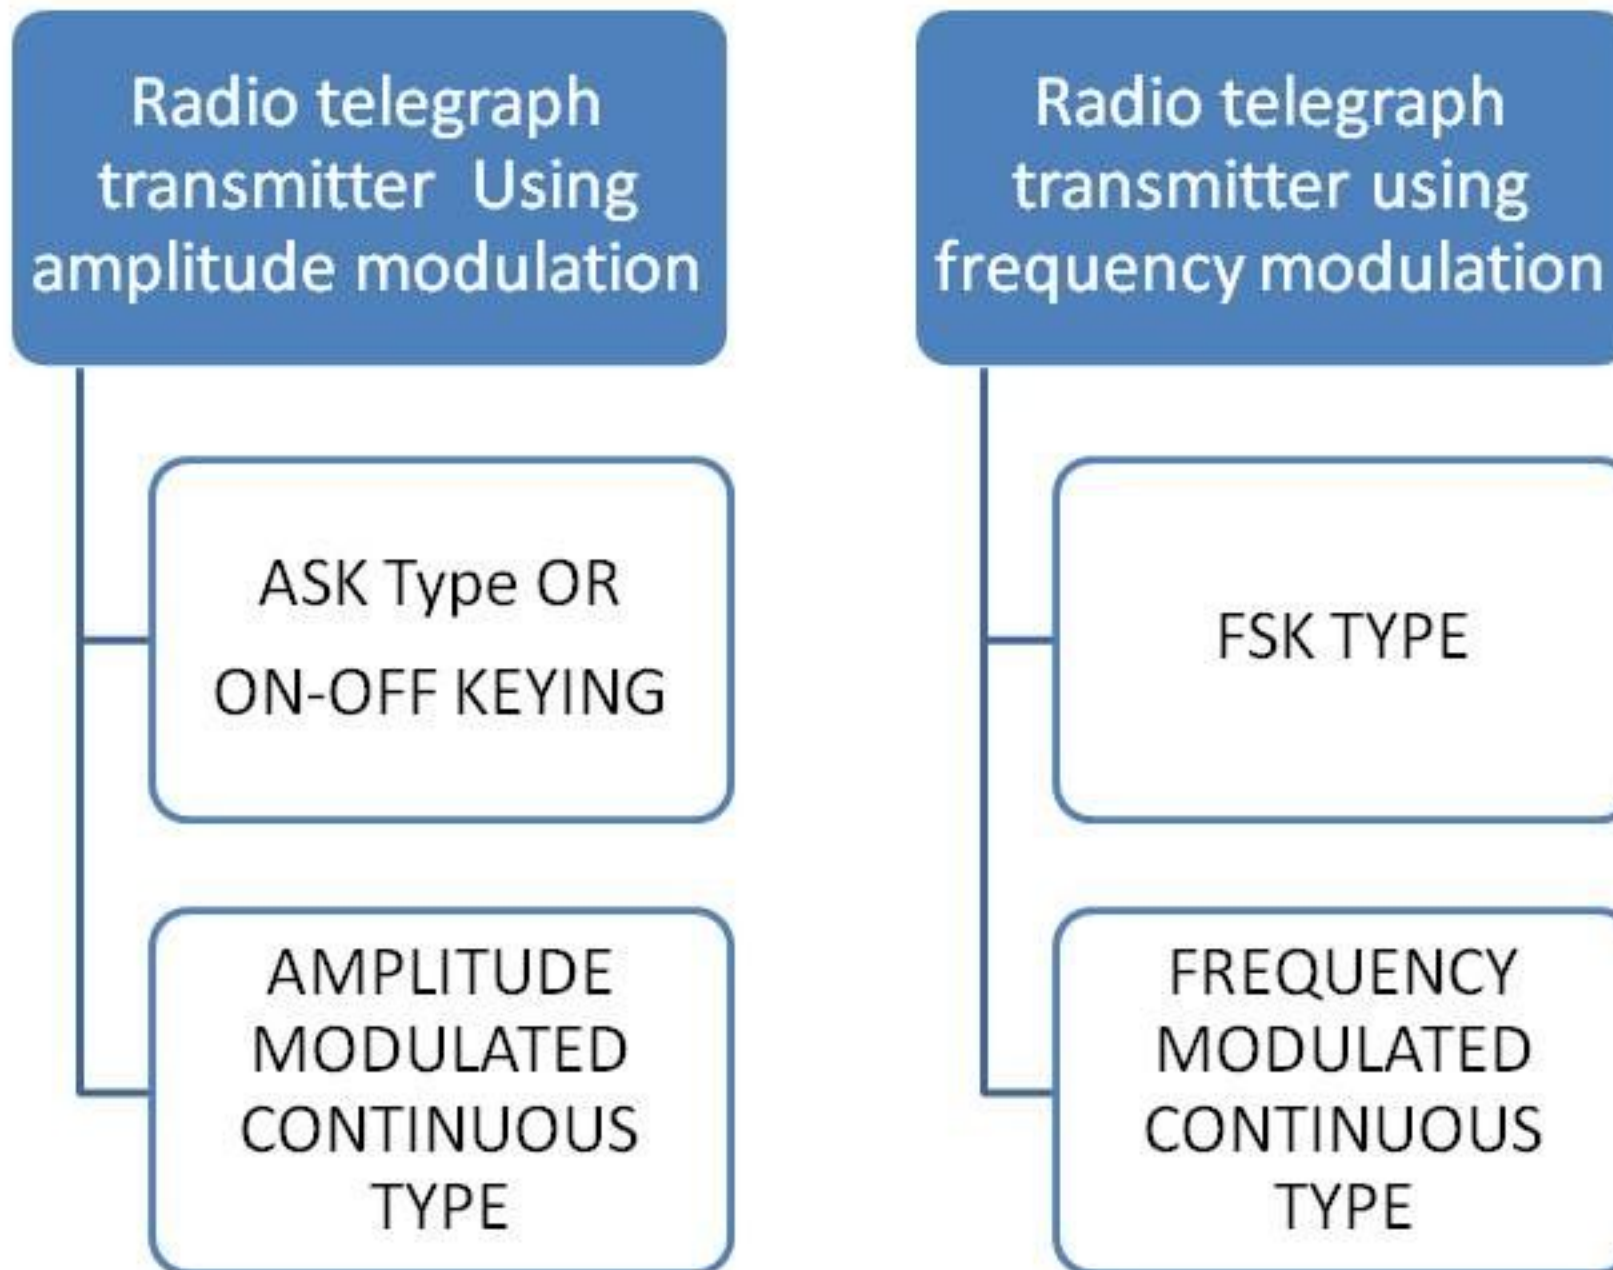 Radio telegraph
transmitter Using
amplitude modulation
ASK Type OR
ON-OFF KEYING
AMPLITUDE
MODULATED
CONTINUOUS
TYPE
Radio telegraph
transmitter using
frequency modulation
FSK TYPE
FREQUENCY
MODULATED
CONTINUOUS
TYPE